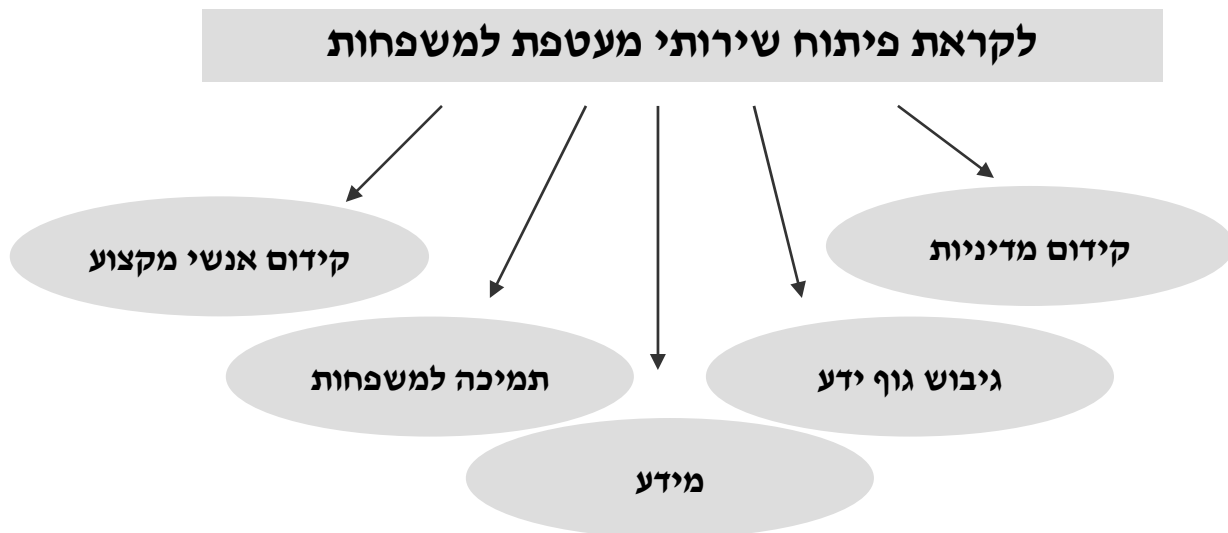 לקראת פיתוח שירותי מעטפת למשפחות
קידום מדיניות
קידום אנשי מקצוע
גיבוש גוף ידע
תמיכה למשפחות
מידע